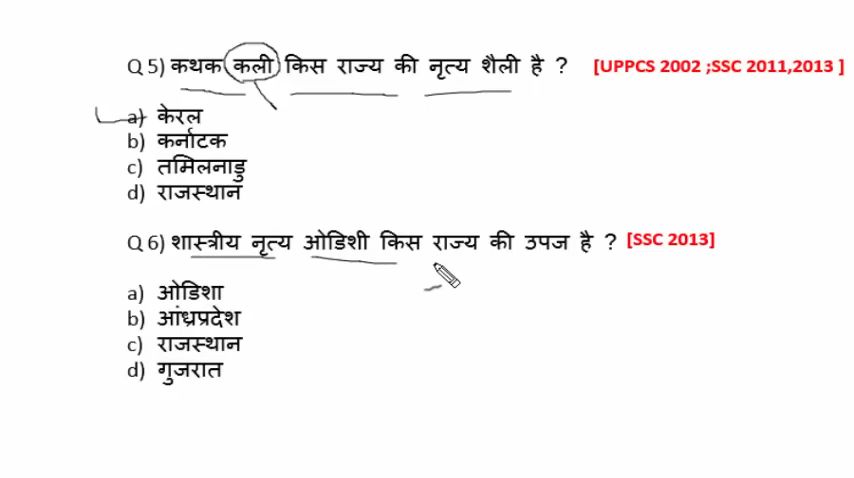 Q 5) कथक कली किस राज्य की नृत्य शैली है ? [UPPCS 2002 ;SSC 2011,2013 ]
a) केरल
b) कर्नाटक
c) तमिलनाडु
d) राजस्थान
Q 6) शास्त्रीय नृत्य ओडिशी किस राज्य की उपज है ? [SSC 2013]
a) ओडिशा
b) आंध्रप्रदेश
c) राजस्थान
d) गुजरात